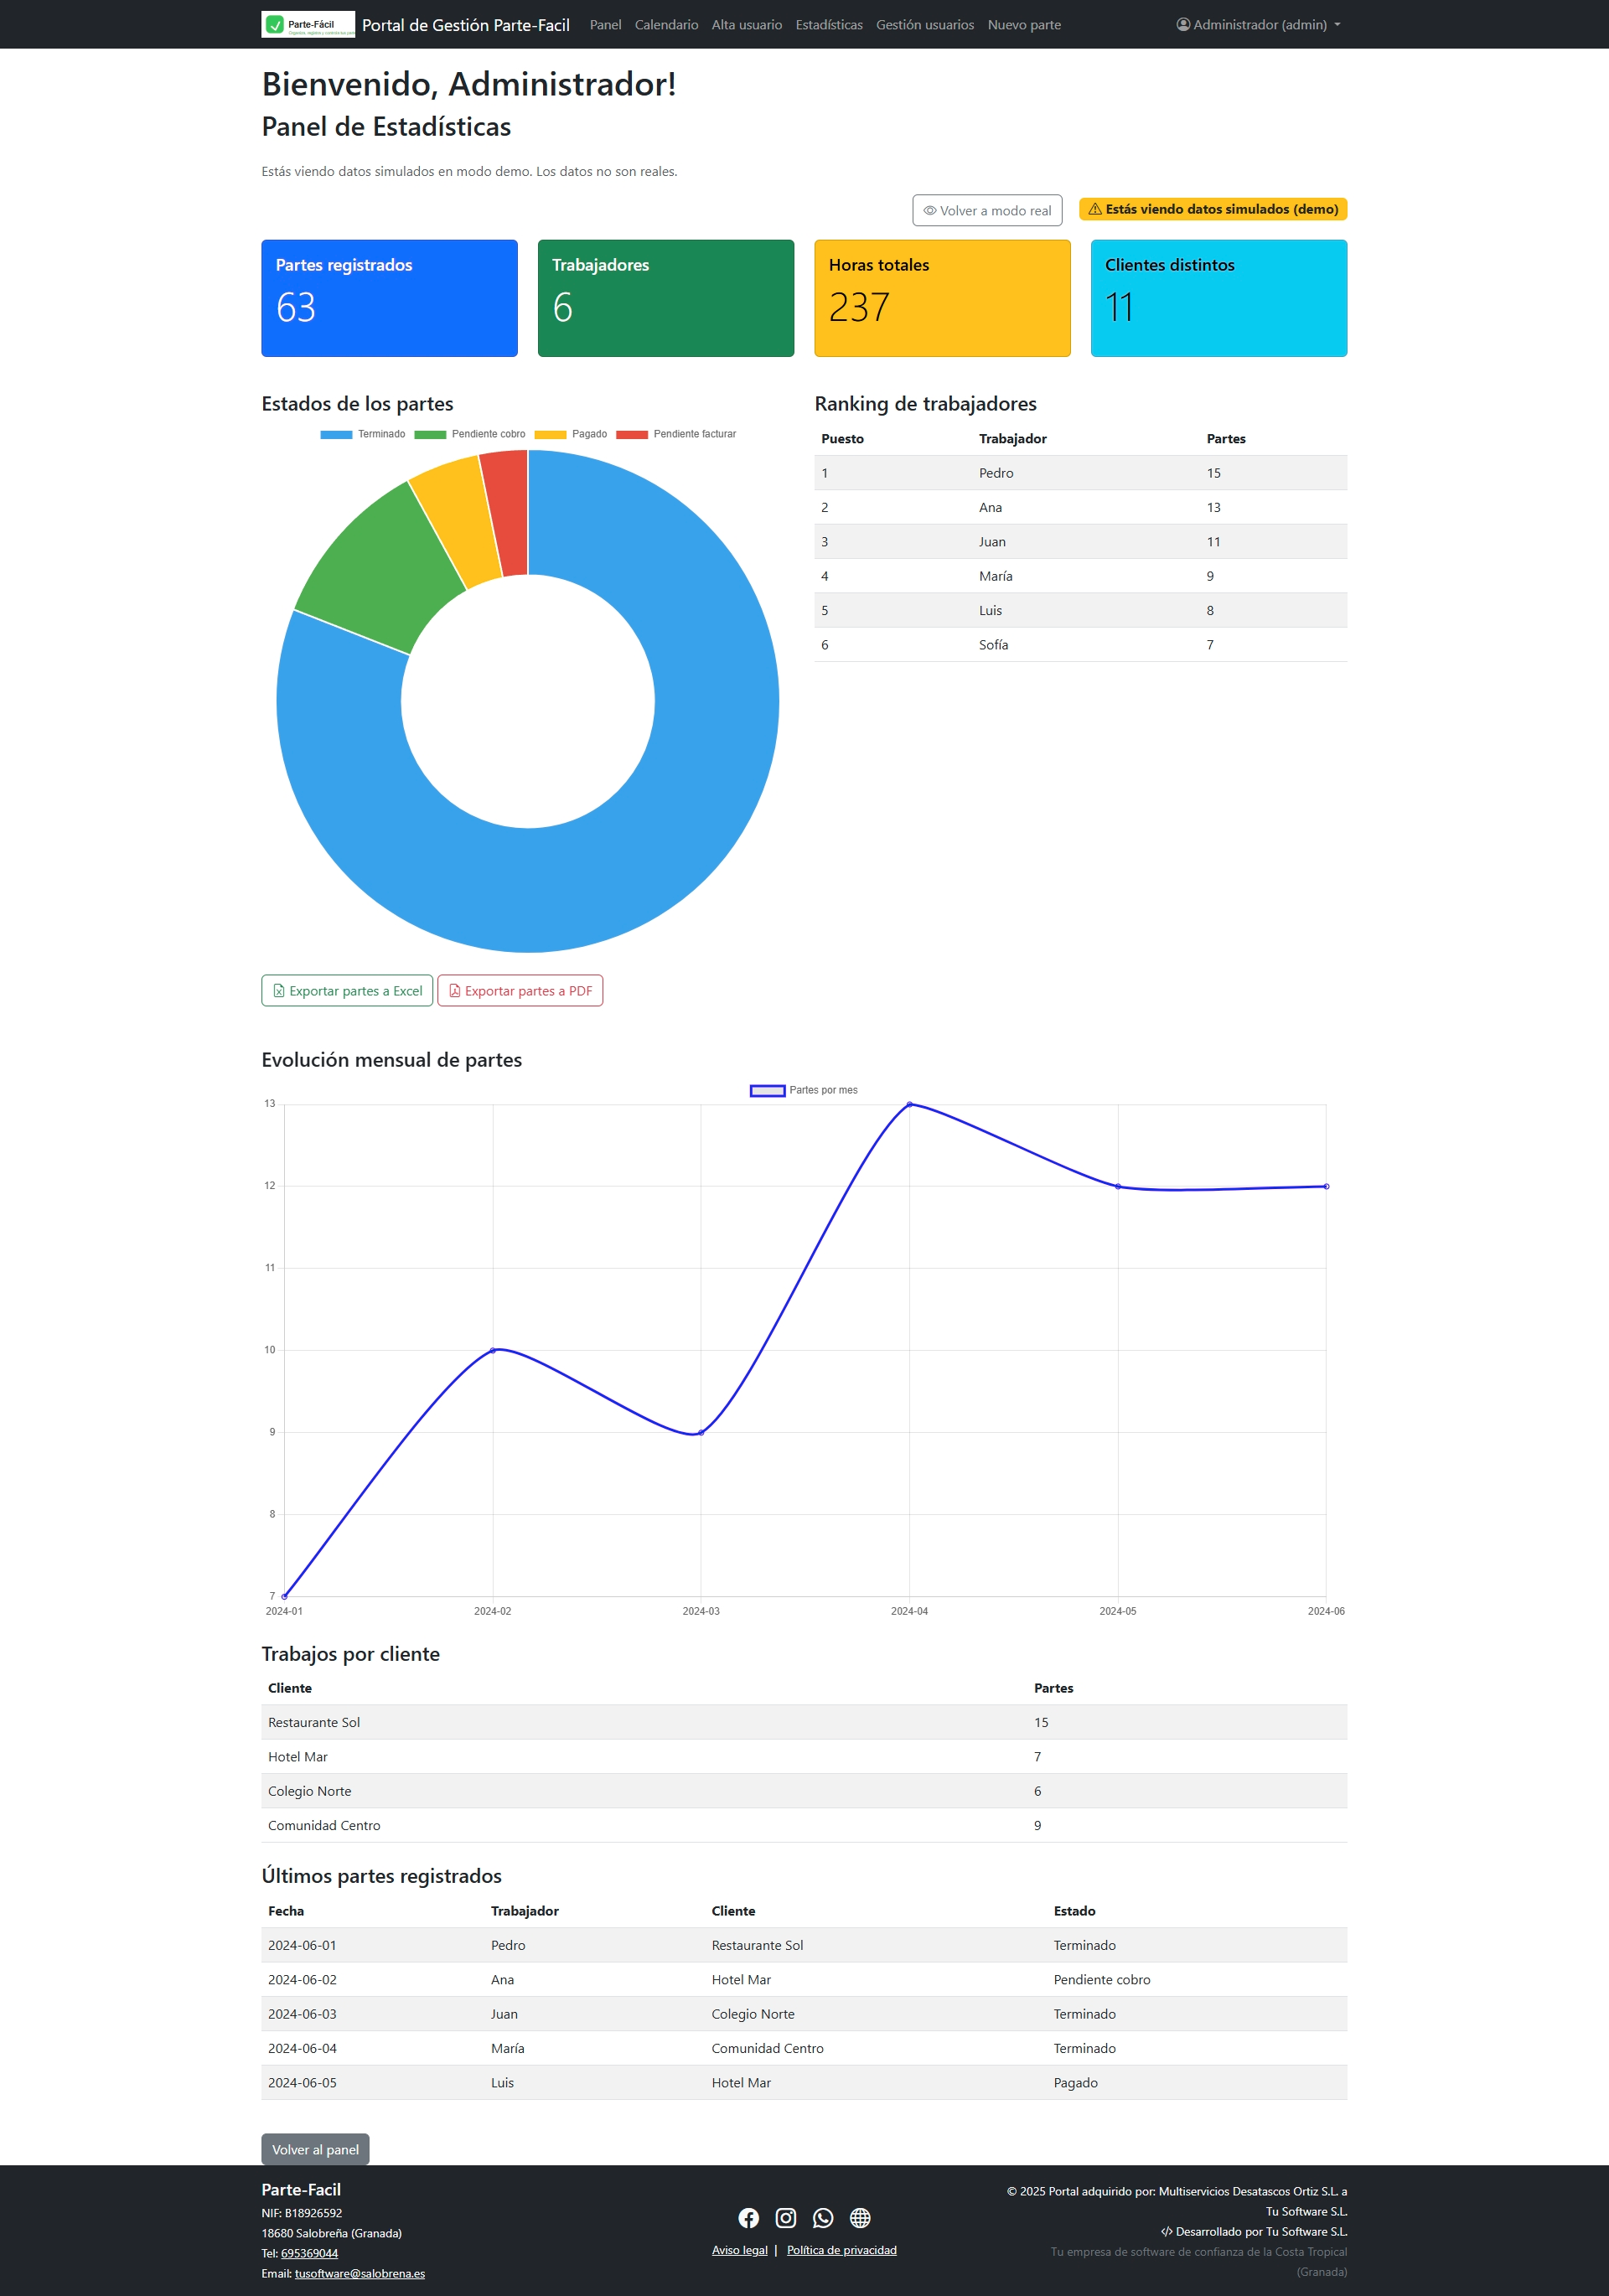 Parte-Fácil
Portal de Gestión Parte-Facil
Panel
Calendario
Alta usuario
Estadísticas
Gestión usuarios
Nuevo parte
Administrador (admin)
Bienvenido, Administrador!
Panel de Estadísticas
Estás viendo datos simulados en modo demo. Los datos no son reales.
Volver a modo real
Estás viendo datos simulados (demo)
Partes registrados
63
Trabajadores
6
Horas totales
237
Clientes distintos
11
Estados de los partes
Terminado Pendiente cobro Pagado Pendiente facturar
Exportar partes a Excel
Exportar partes a PDF
Ranking de trabajadores
Puesto Trabajador Partes
1 Pedro 15
2 Ana 13
3 Juan 11
4 María 9
5 Luis 8
6 Sofía 7
Evolución mensual de partes
Partes por mes
13
12
11
10
9
8
7
2024-01 2024-02 2024-03 2024-04 2024-05 2024-06
Trabajos por cliente
Cliente Partes
Restaurante Sol 15
Hotel Mar 7
Colegio Norte 6
Comunidad Centro 9
Últimos partes registrados
Fecha Trabajador Cliente Estado
2024-06-01 Pedro Restaurante Sol Terminado
2024-06-02 Ana Hotel Mar Pendiente cobro
2024-06-03 Juan Colegio Norte Terminado
2024-06-04 María Comunidad Centro Terminado
2024-06-05 Luis Hotel Mar Pagado
Volver al panel
Parte-Facil
NIF: B18926592
18680 Salobreña (Granada)
Tel: 695369044
Email: tusoftware@salobrena.es
Aviso legal | Política de privacidad
© 2025 Portal adquirido por: Multiservicios Desatascos Ortiz S.L. a
Tu Software S.L.
</> Desarrollado por Tu Software S.L.
Tu empresa de software de confianza de la Costa Tropical
(Granada)